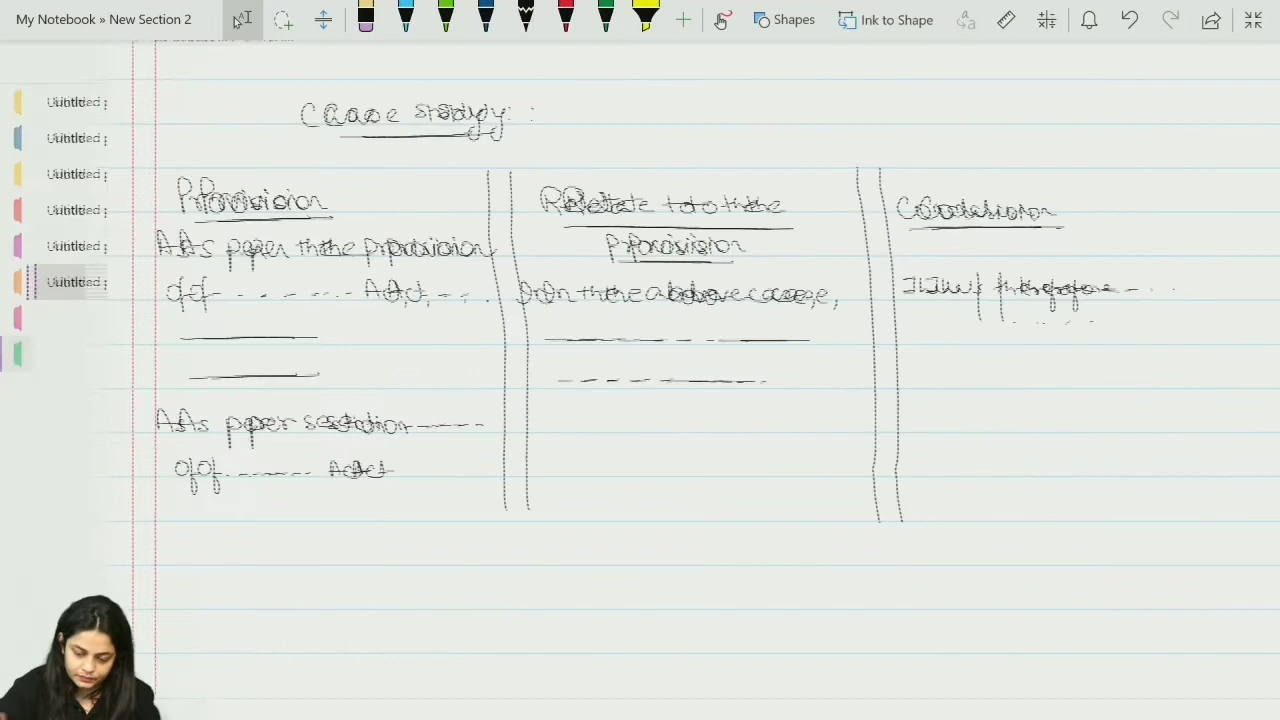 My Notebook » New Section 2
Shapes
Ink to Shape
Untitled
Untitled
Untitled
Untitled
Untitled
Untitled
Case study:
Provision
As per the provision
of ------- Act, ---.
As per section -----
of ------- Act
Relate to the
Provision
In the above case,
Conclusion
therefore ---..